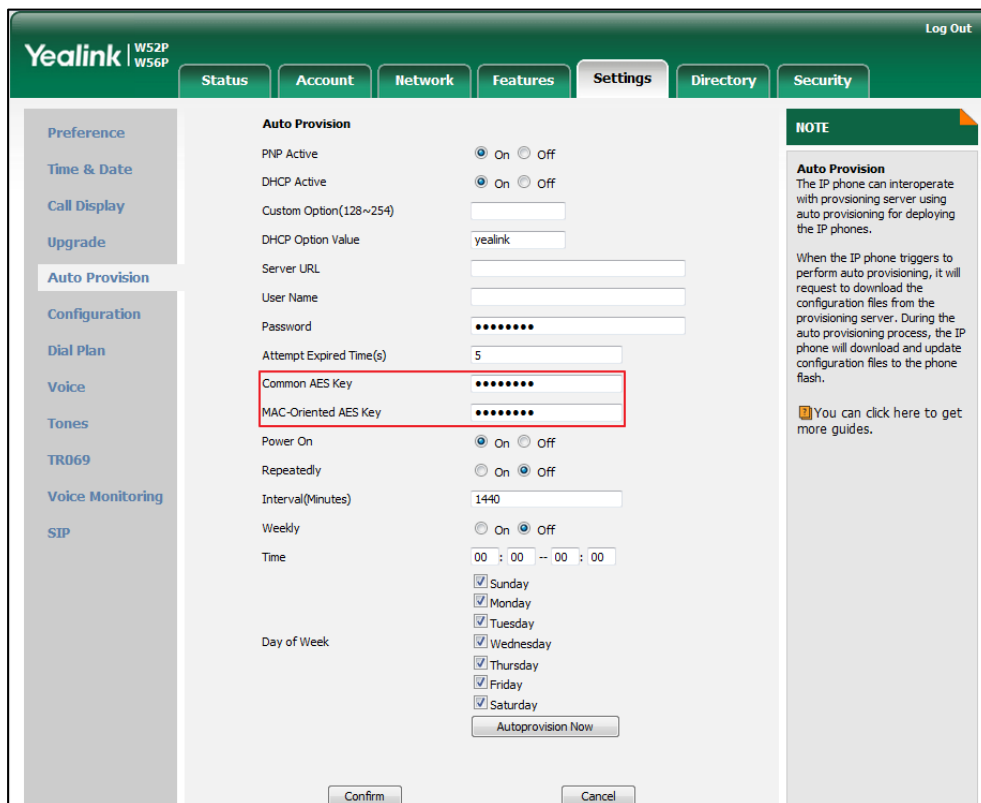 Log Out
Yealink | W52P W56P
Status Account Network Features Settings Directory Security
Preference
Time & Date
Call Display
Upgrade
Auto Provision
Configuration
Dial Plan
Voice
Tones
TR069
Voice Monitoring
SIP
Auto Provision
PNP Active On Off
DHCP Active On Off
Custom Option(128~254)
DHCP Option Value yealink
Server URL
User Name
Password ••••••••
Attempt Expired Time(s) 5
Common AES Key ••••••••
MAC-Oriented AES Key ••••••••
Power On On Off
Repeatedly On Off
Interval(Minutes) 1440
Weekly On Off
Time 00 : 00 -- 00 : 00
Day of Week
Sunday
Monday
Tuesday
Wednesday
Thursday
Friday
Saturday
Autoprovision Now
Confirm Cancel
NOTE
Auto Provision
The IP phone can interoperate
with provsioning server using
auto provisioning for deploying
the IP phones.
When the IP phone triggers to
perform auto provisioning, it will
request to download the
configuration files from the
provisioning server. During the
auto provisioning process, the IP
phone will download and update
configuration files to the phone
flash.
You can click here to get
more guides.